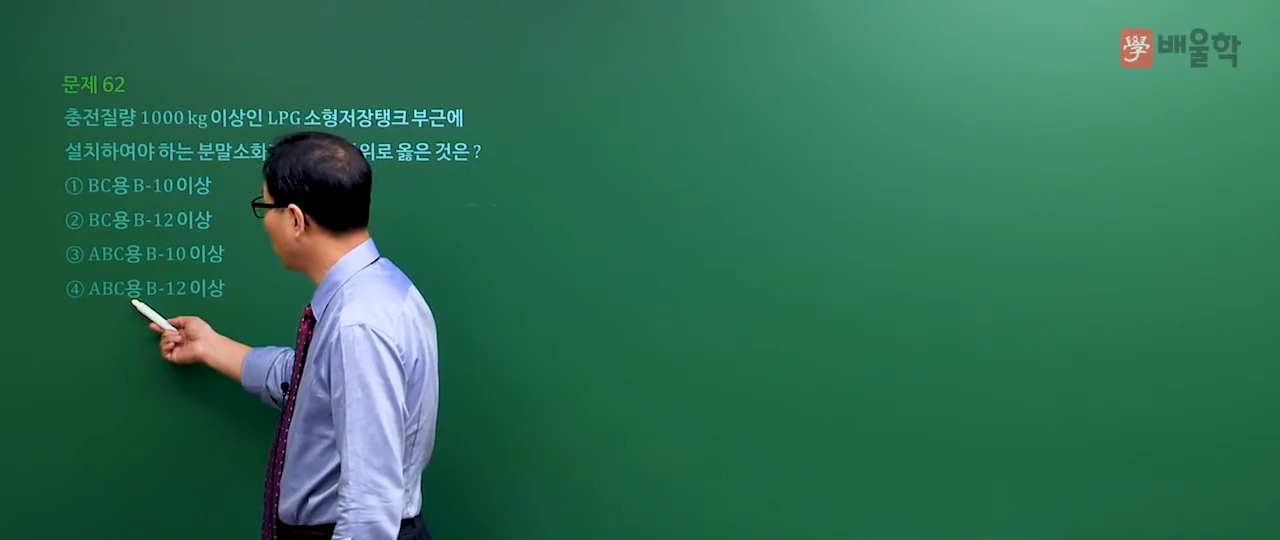 學 배울학
문제 62
충전질량 1000 kg 이상인 LPG 소형저장탱크 부근에
설치하여야 하는 분말소화 위로 옳은 것은 ?
① BC용 B-10 이상
② BC용 B-12 이상
③ ABC용 B-10 이상
④ ABC용 B-12 이상